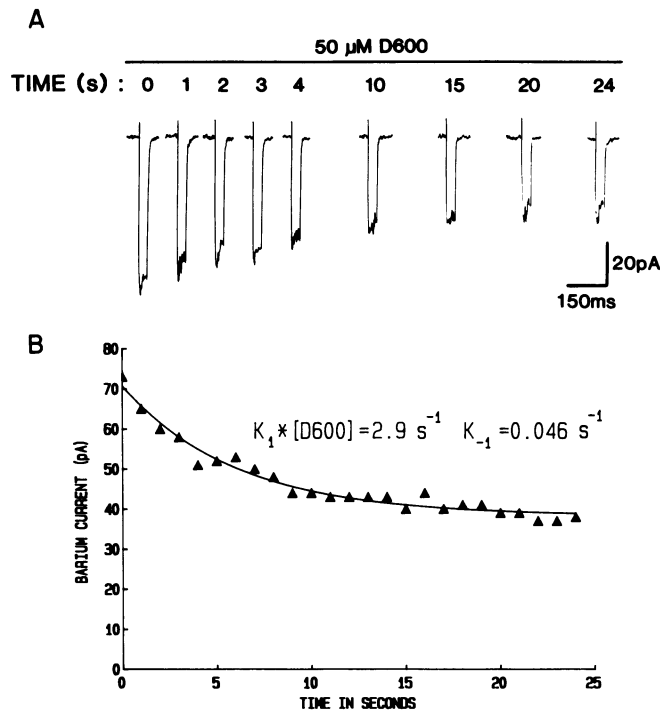 A
50 µM D600
TIME (s) : 0 1 2 3 4 10 15 20 24
20pA
150ms
B
80
70
60
50
40
30
20
10
0
BARIUM CURRENT (pA)
K₁*[D600]=2.9 s⁻¹ K₋₁=0.046 s⁻¹
0 5 10 15 20 25
TIME IN SECONDS